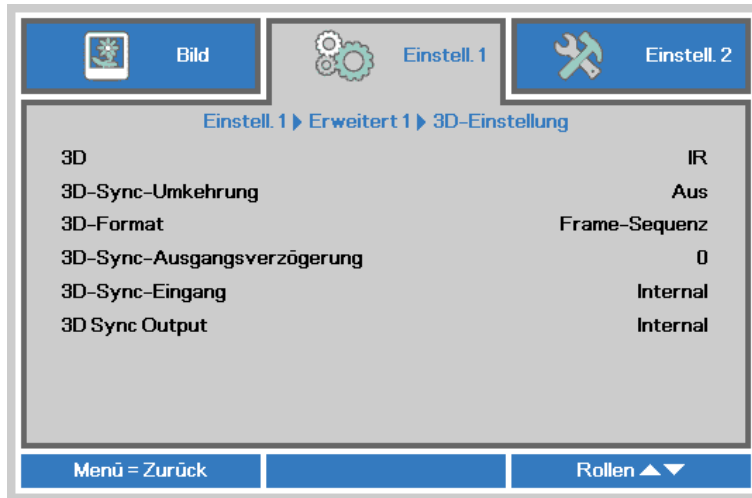 Bild
Einstell. 1
Einstell. 2
Einstell. 1 ▶ Erweitert 1 ▶ 3D-Einstellung
3D IR
3D-Sync-Umkehrung Aus
3D-Format Frame-Sequenz
3D-Sync-Ausgangsverzögerung 0
3D-Sync-Eingang Internal
3D Sync Output Internal
Menü = Zurück
Rollen ▲▼